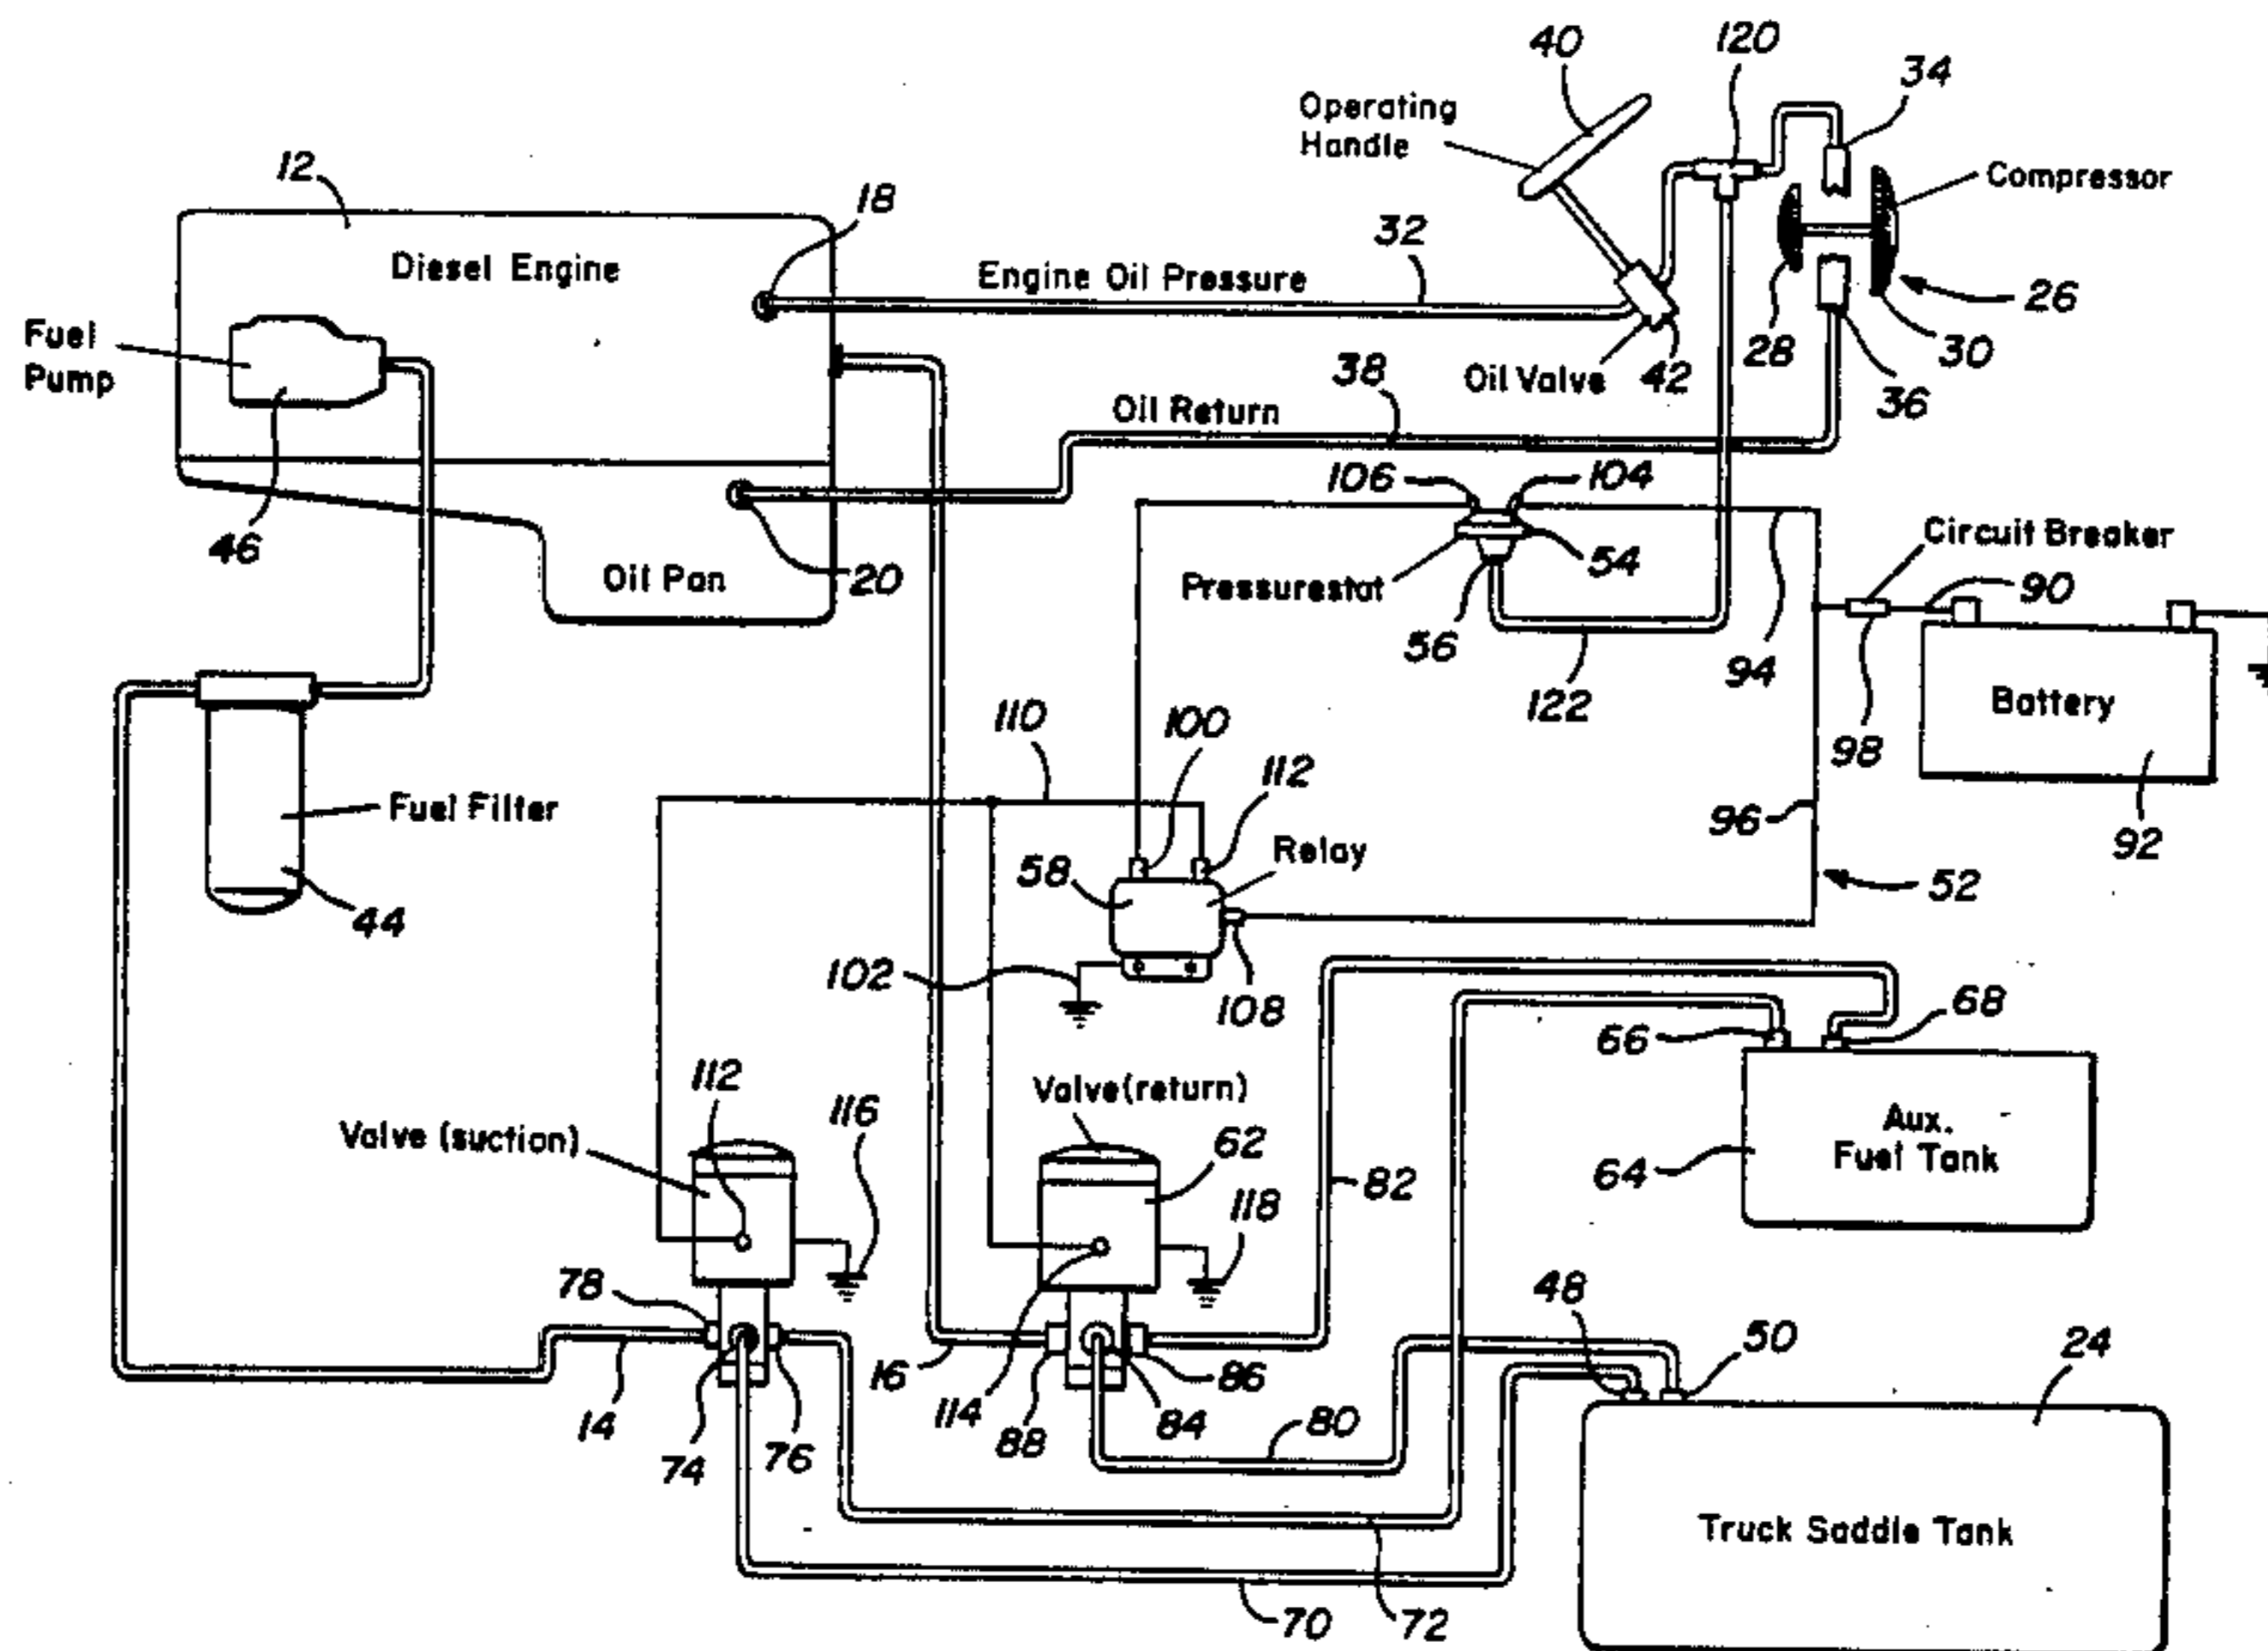 40
120
34
Operating
Handle
Compressor
12
18
32
Diesel Engine
Engine Oil Pressure
26
Fuel
Pump
28
30
38
Oil Valve
42
36
Oil Return
106
104
46
54
Circuit Breaker
20
Oil Pan
Pressurestat
90
56
94
122
98
Battery
110
100
112
Fuel Filter
96
92
58
Relay
44
52
102
108
66
68
112
116
Valve (return)
Valve (suction)
62
Aux.
Fuel Tank
64
82
118
78
48
50
24
14
16
114
88
84
86
74
76
80
Truck Saddle Tank
70
72